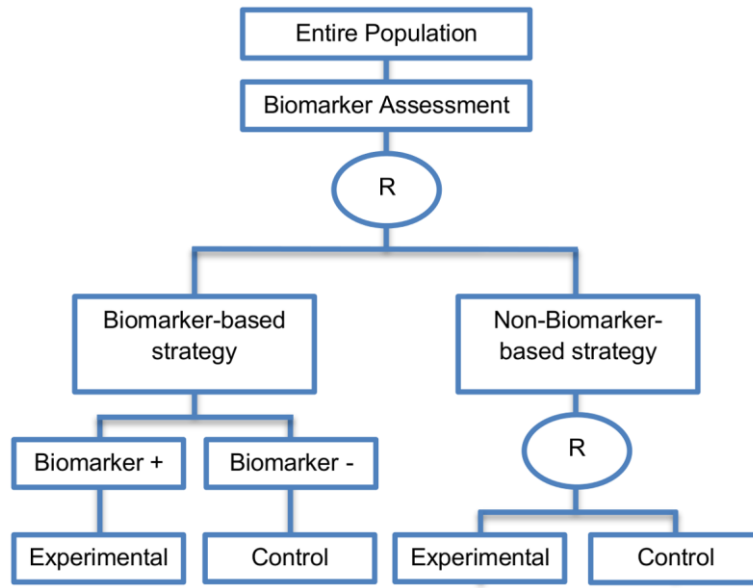 Entire Population
Biomarker Assessment
R
Biomarker-based
strategy
Non-Biomarker-
based strategy
Biomarker +
Biomarker -
R
Experimental
Control
Experimental
Control